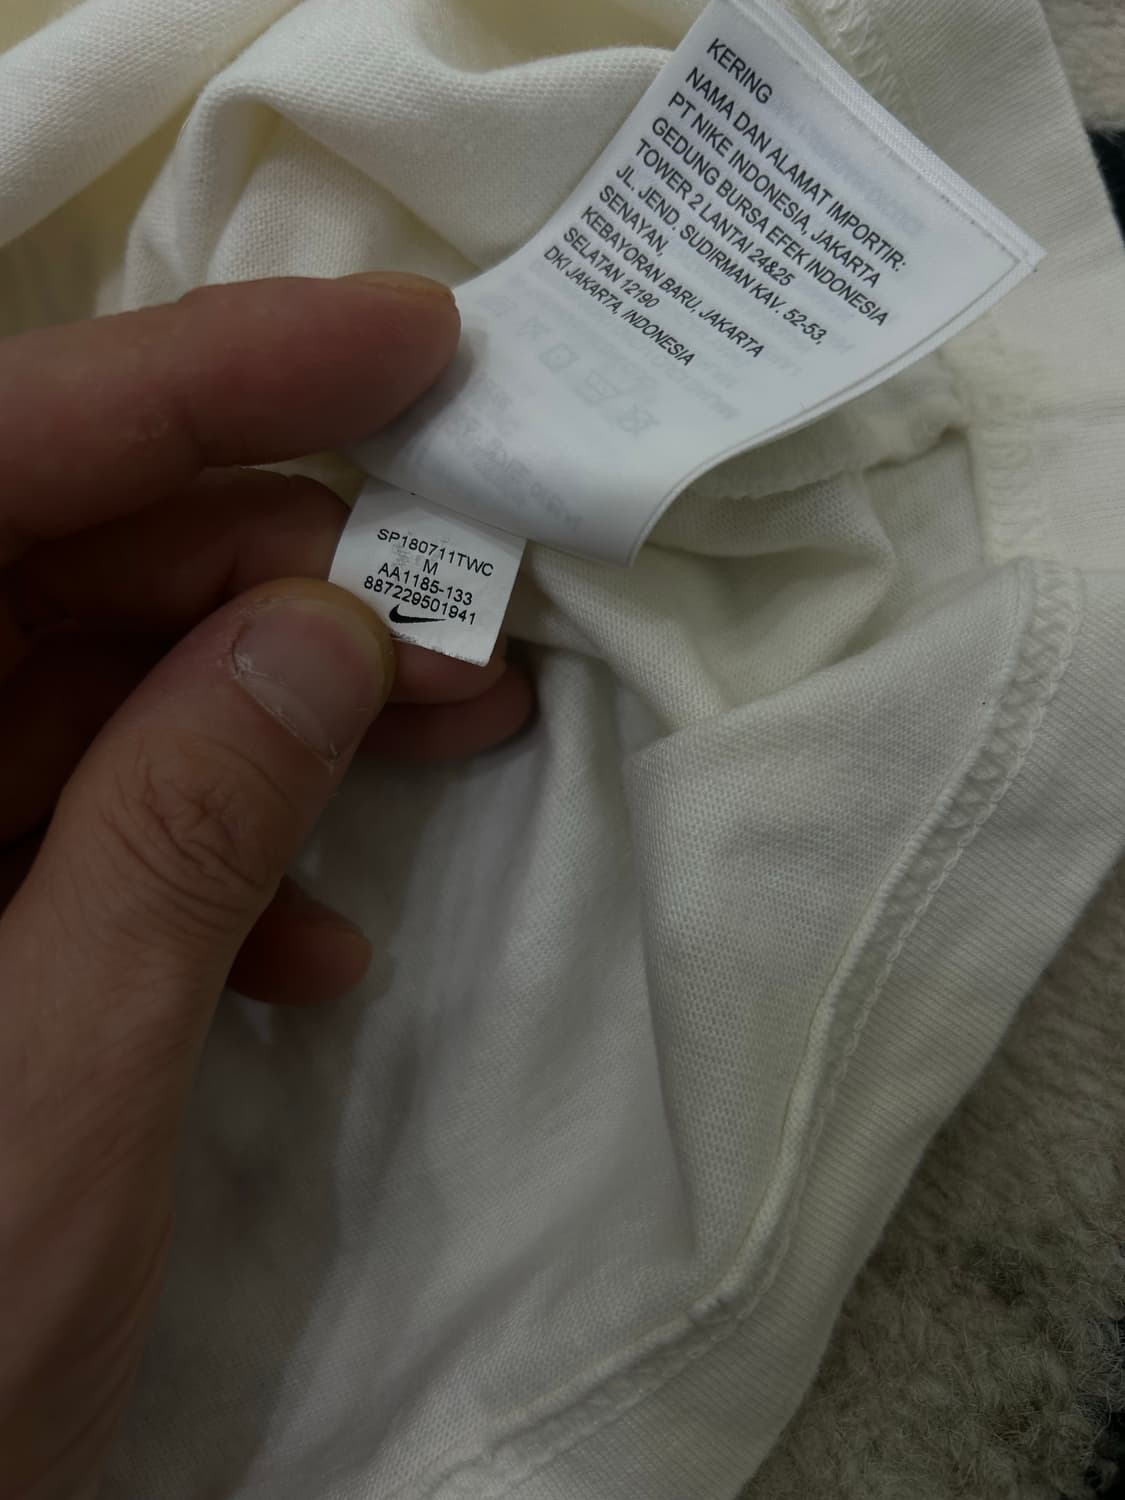 KERING
NAMA DAN ALAMAT IMPORTIR:
PT NIKE INDONESIA, JAKARTA
GEDUNG BURSA EFEK INDONESIA
TOWER 2 LANTAI 24&25
JL. JEND. SUDIRMAN KAV. 52-53,
SENAYAN,
KEBAYORAN BARU, JAKARTA
SELATAN 12190
DKI JAKARTA, INDONESIA
SP180711TWC
M
AA1185-133
887229501941